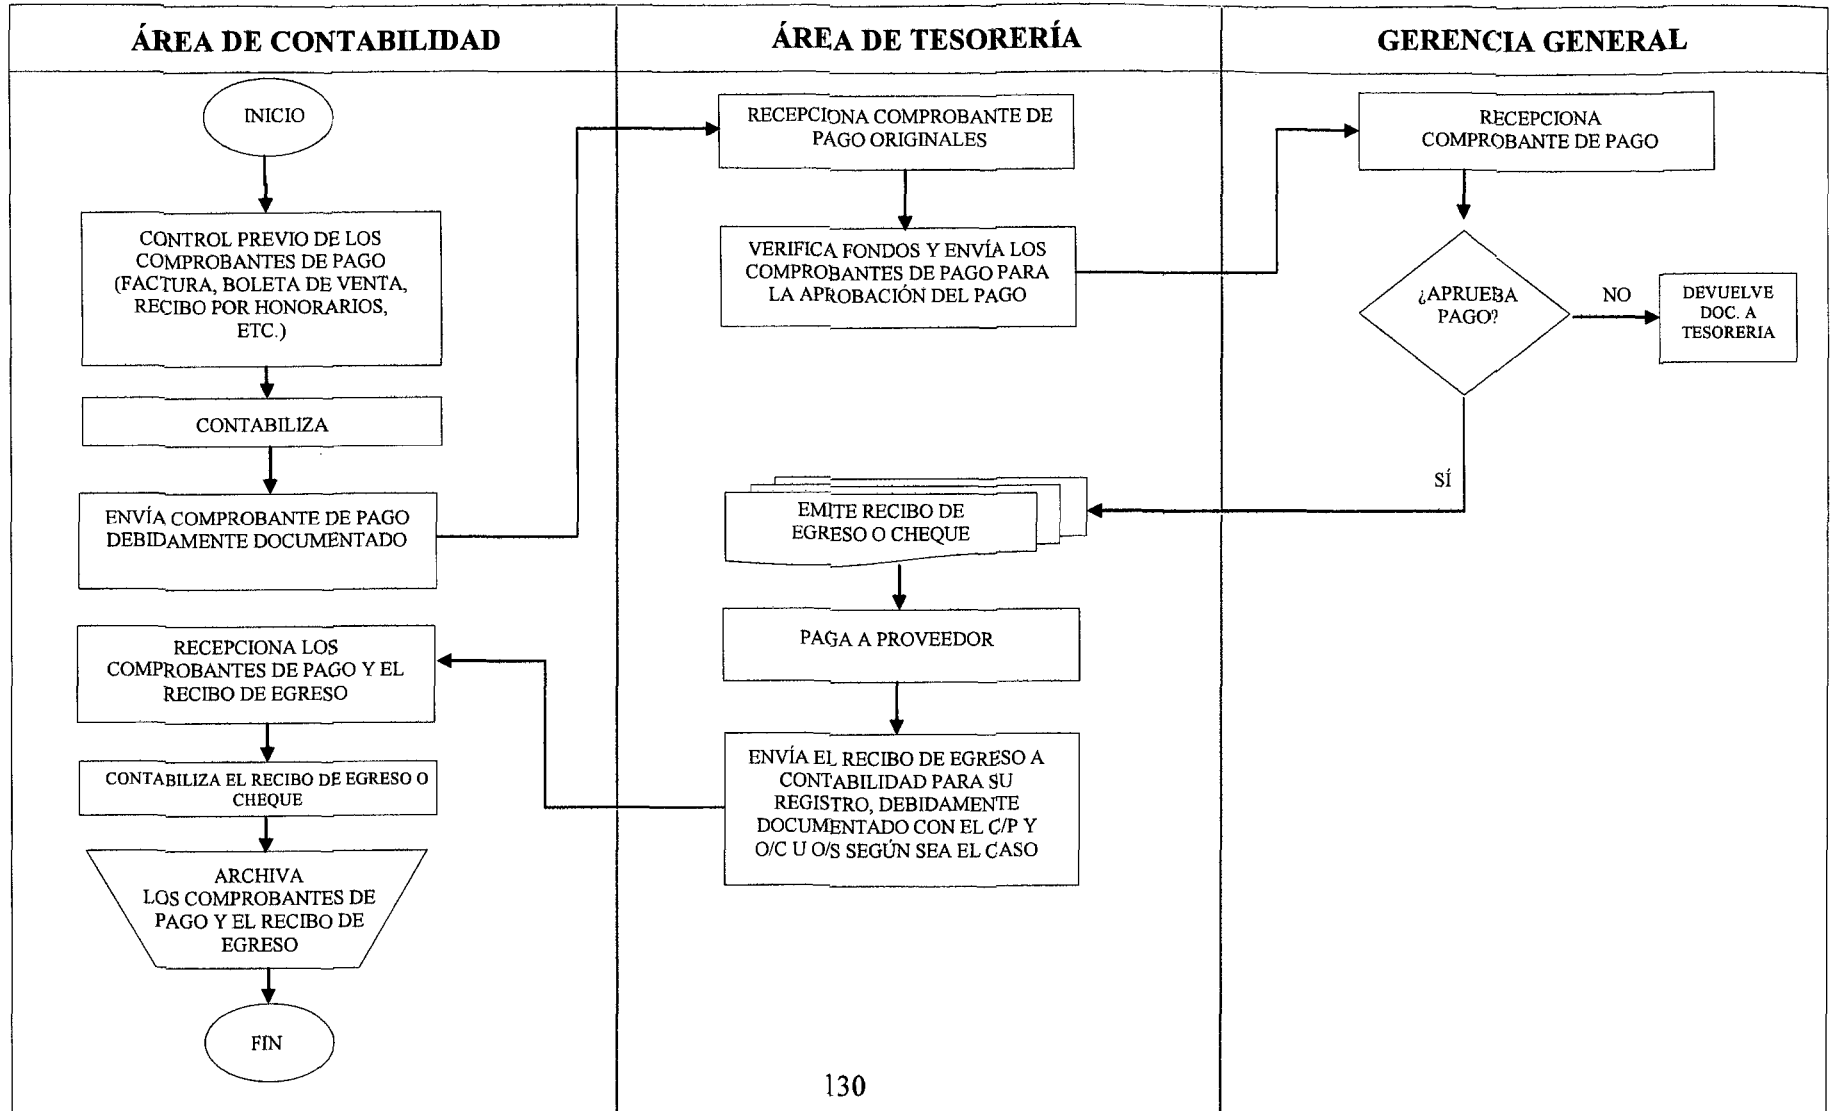 ÁREA DE CONTABILIDAD
ÁREA DE TESORERÍA
GERENCIA GENERAL
INICIO
CONTROL PREVIO DE LOS
COMPROBANTES DE PAGO
(FACTURA, BOLETA DE VENTA,
RECIBO POR HONORARIOS,
ETC.)
CONTABILIZA
ENVÍA COMPROBANTE DE PAGO
DEBIDAMENTE DOCUMENTADO
RECEPCIONA LOS
COMPROBANTES DE PAGO Y EL
RECIBO DE EGRESO
CONTABILIZA EL RECIBO DE EGRESO O
CHEQUE
ARCHIVA
LOS COMPROBANTES DE
PAGO Y EL RECIBO DE
EGRESO
FIN
RECEPCIONA COMPROBANTE DE
PAGO ORIGINALES
VERIFICA FONDOS Y ENVÍA LOS
COMPROBANTES DE PAGO PARA
LA APROBACIÓN DEL PAGO
EMITE RECIBO DE
EGRESO O CHEQUE
PAGA A PROVEEDOR
ENVÍA EL RECIBO DE EGRESO A
CONTABILIDAD PARA SU
REGISTRO, DEBIDAMENTE
DOCUMENTADO CON EL C/P Y
O/C U O/S SEGÚN SEA EL CASO
RECEPCIONA
COMPROBANTE DE PAGO
¿APRUEBA
PAGO?
NO
DEVUELVE
DOC. A
TESORERIA
SÍ
130